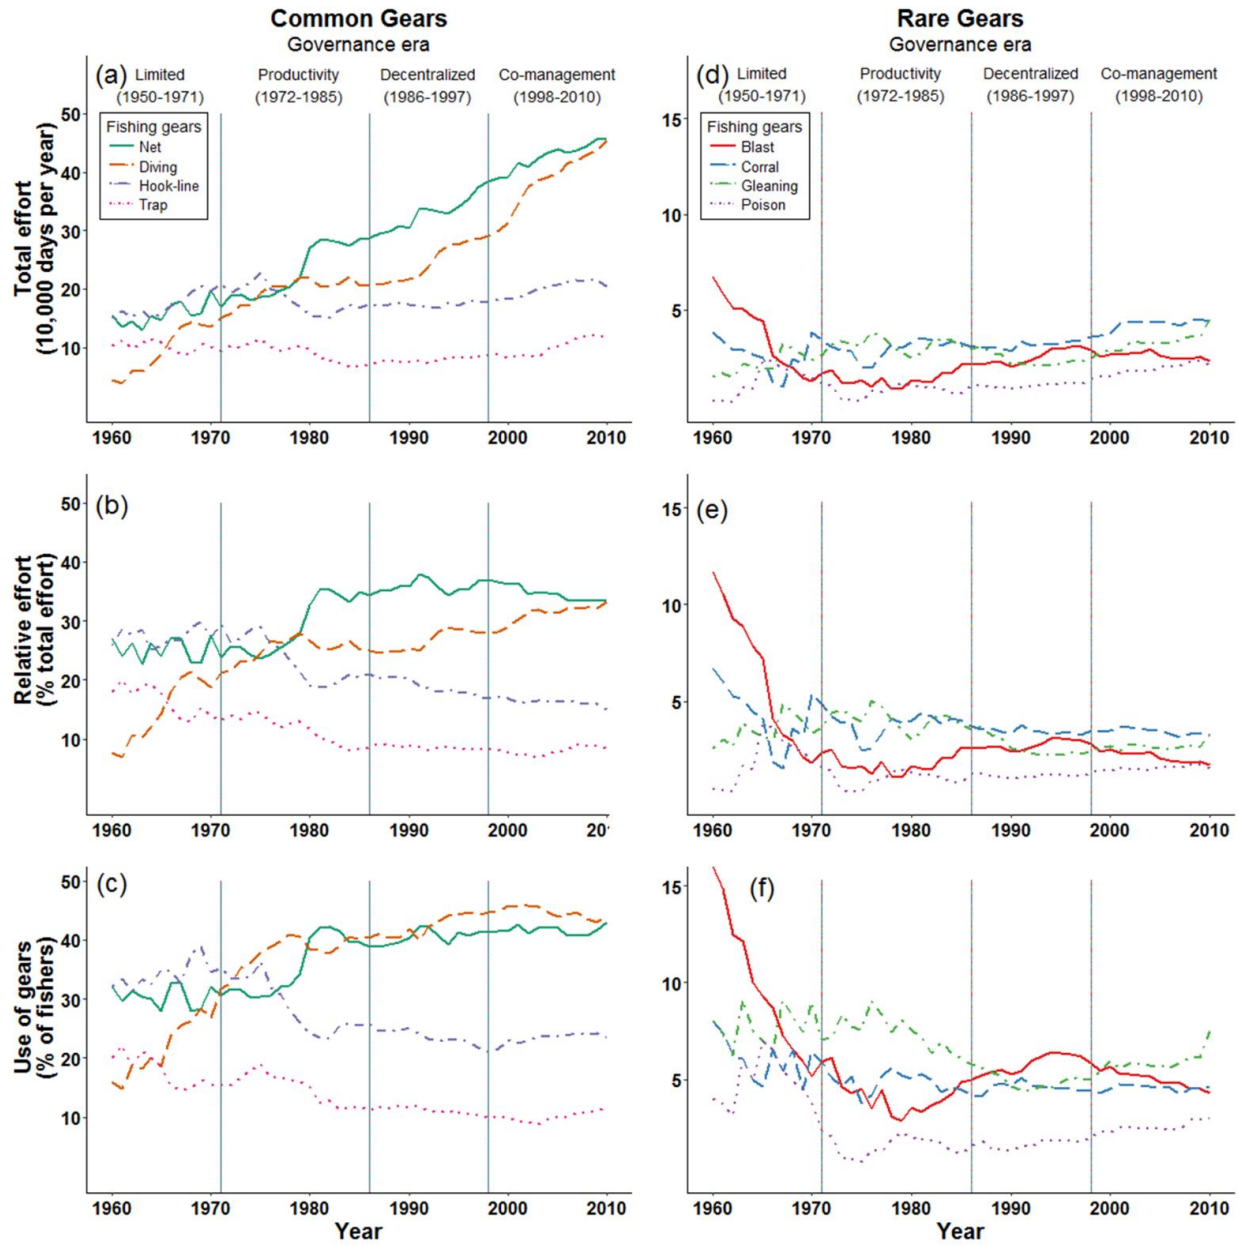 Common Gears
Governance era
Rare Gears
Governance era
(a)
Limited
(1950-1971)
Productivity
(1972-1985)
Decentralized
(1986-1997)
Co-management
(1998-2010)
Fishing gears
Net
Diving
Hook-line
Trap
Total effort
(10,000 days per year)
50
40
30
20
10
1960 1970 1980 1990 2000 2010
(d)
Limited
(1950-1971)
Productivity
(1972-1985)
Decentralized
(1986-1997)
Co-management
(1998-2010)
Fishing gears
Blast
Corral
Gleaning
Poison
15
10
5
1960 1970 1980 1990 2000 2010
(b)
Relative effort
(% total effort)
50
40
30
20
10
1960 1970 1980 1990 2000 20
(e)
15
10
5
1960 1970 1980 1990 2000 2010
(c)
Use of gears
(% of fishers)
50
40
30
20
10
1960 1970 1980 1990 2000 2010
Year
(f)
15
10
5
1960 1970 1980 1990 2000 2010
Year